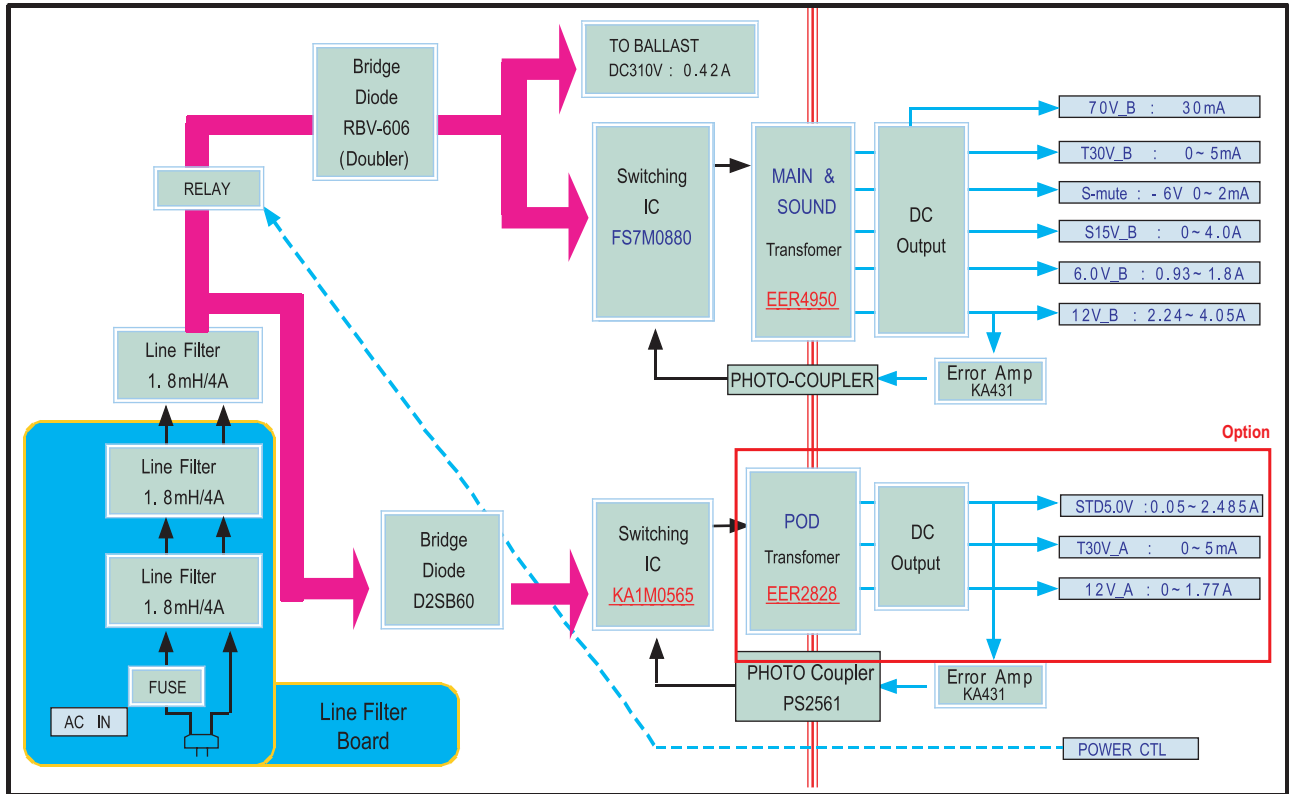 TO BALLAST
DC310V : 0.42A
Bridge
Diode
RBV-606
(Doubler)
RELAY
Switching
IC
FS7M0880
MAIN & SOUND
Transfomer
EER4950
DC
Output
70V_B : 30mA
T30V_B : 0~5mA
S-mute : -6V 0~2mA
S15V_B : 0~4.0A
6.0V_B : 0.93~1.8A
12V_B : 2.24~4.05A
PHOTO-COUPLER
Error Amp
KA431
Line Filter
1.8mH/4A
Line Filter
1.8mH/4A
Line Filter
1.8mH/4A
FUSE
AC IN
Line Filter
Board
Bridge
Diode
D2SB60
Switching
IC
KA1M0565
Option
POD
Transfomer
EER2828
DC
Output
STD5.0V :0.05~2.485A
T30V_A : 0~5mA
12V_A : 0~1.77A
PHOTO Coupler
PS2561
Error Amp
KA431
POWER CTL